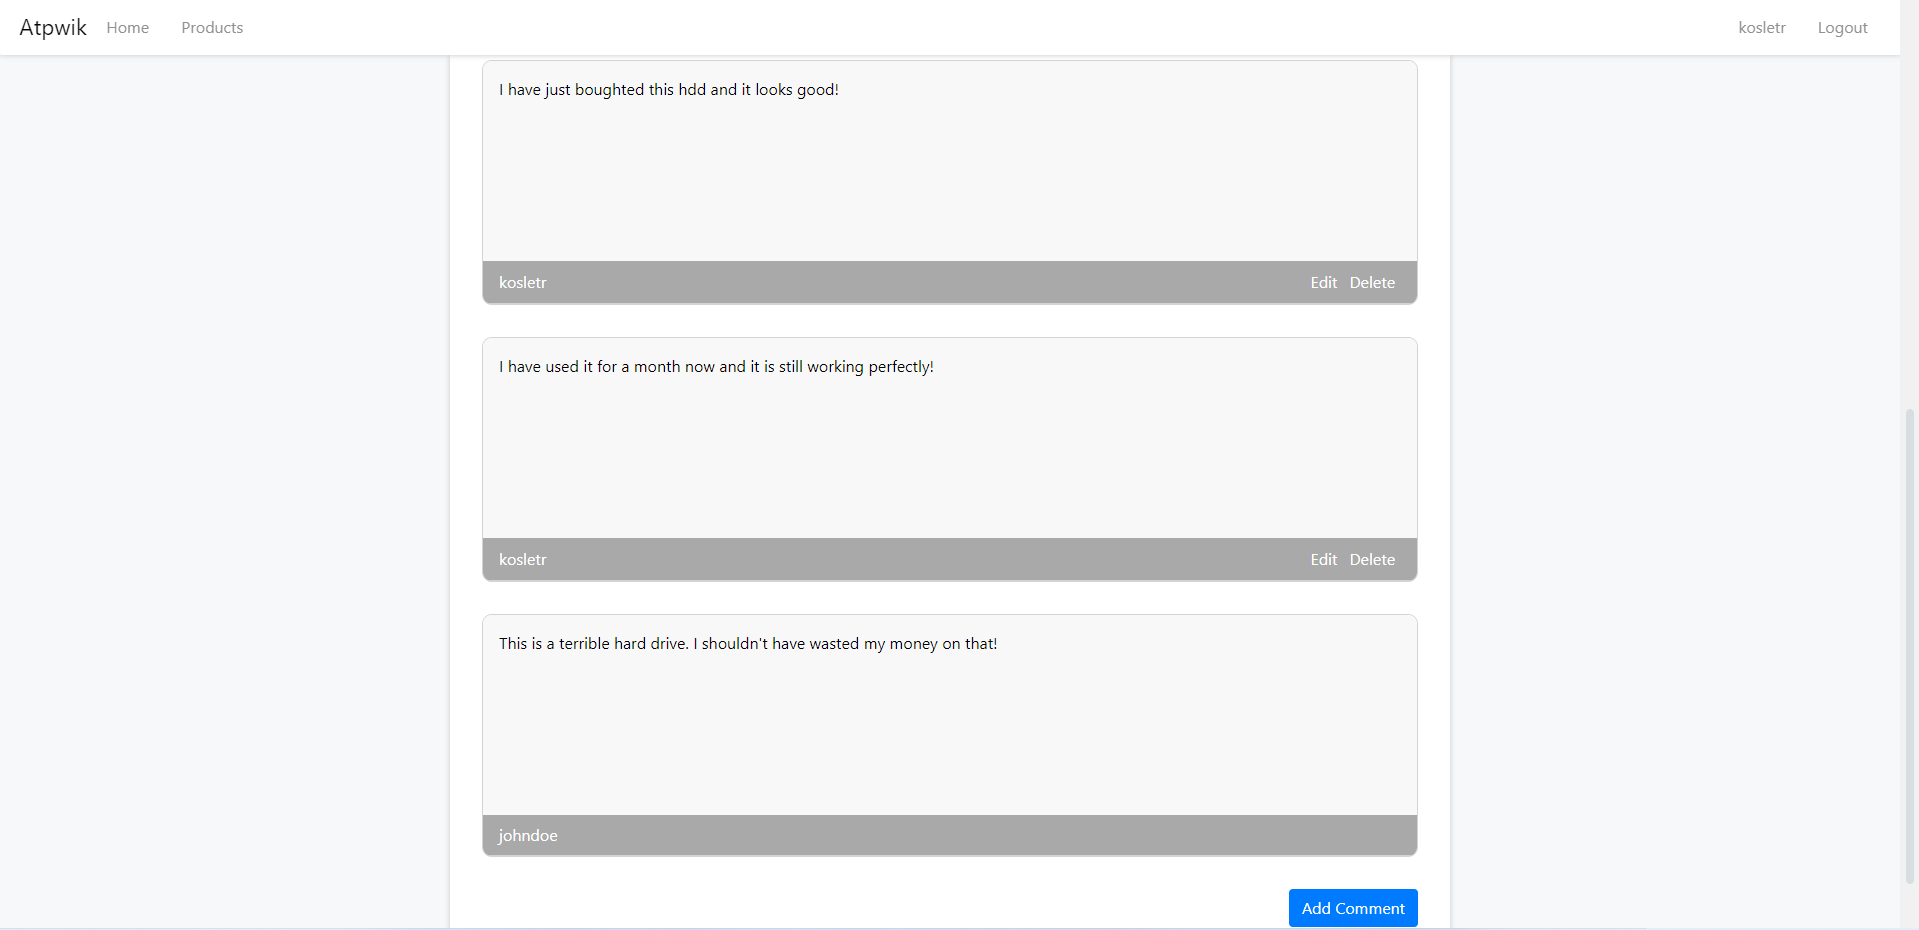 Atpwik Home Products kosletr Logout
I have just boughted this hdd and it looks good!
kosletr Edit Delete
I have used it for a month now and it is still working perfectly!
kosletr Edit Delete
This is a terrible hard drive. I shouldn't have wasted my money on that!
johndoe
Add Comment